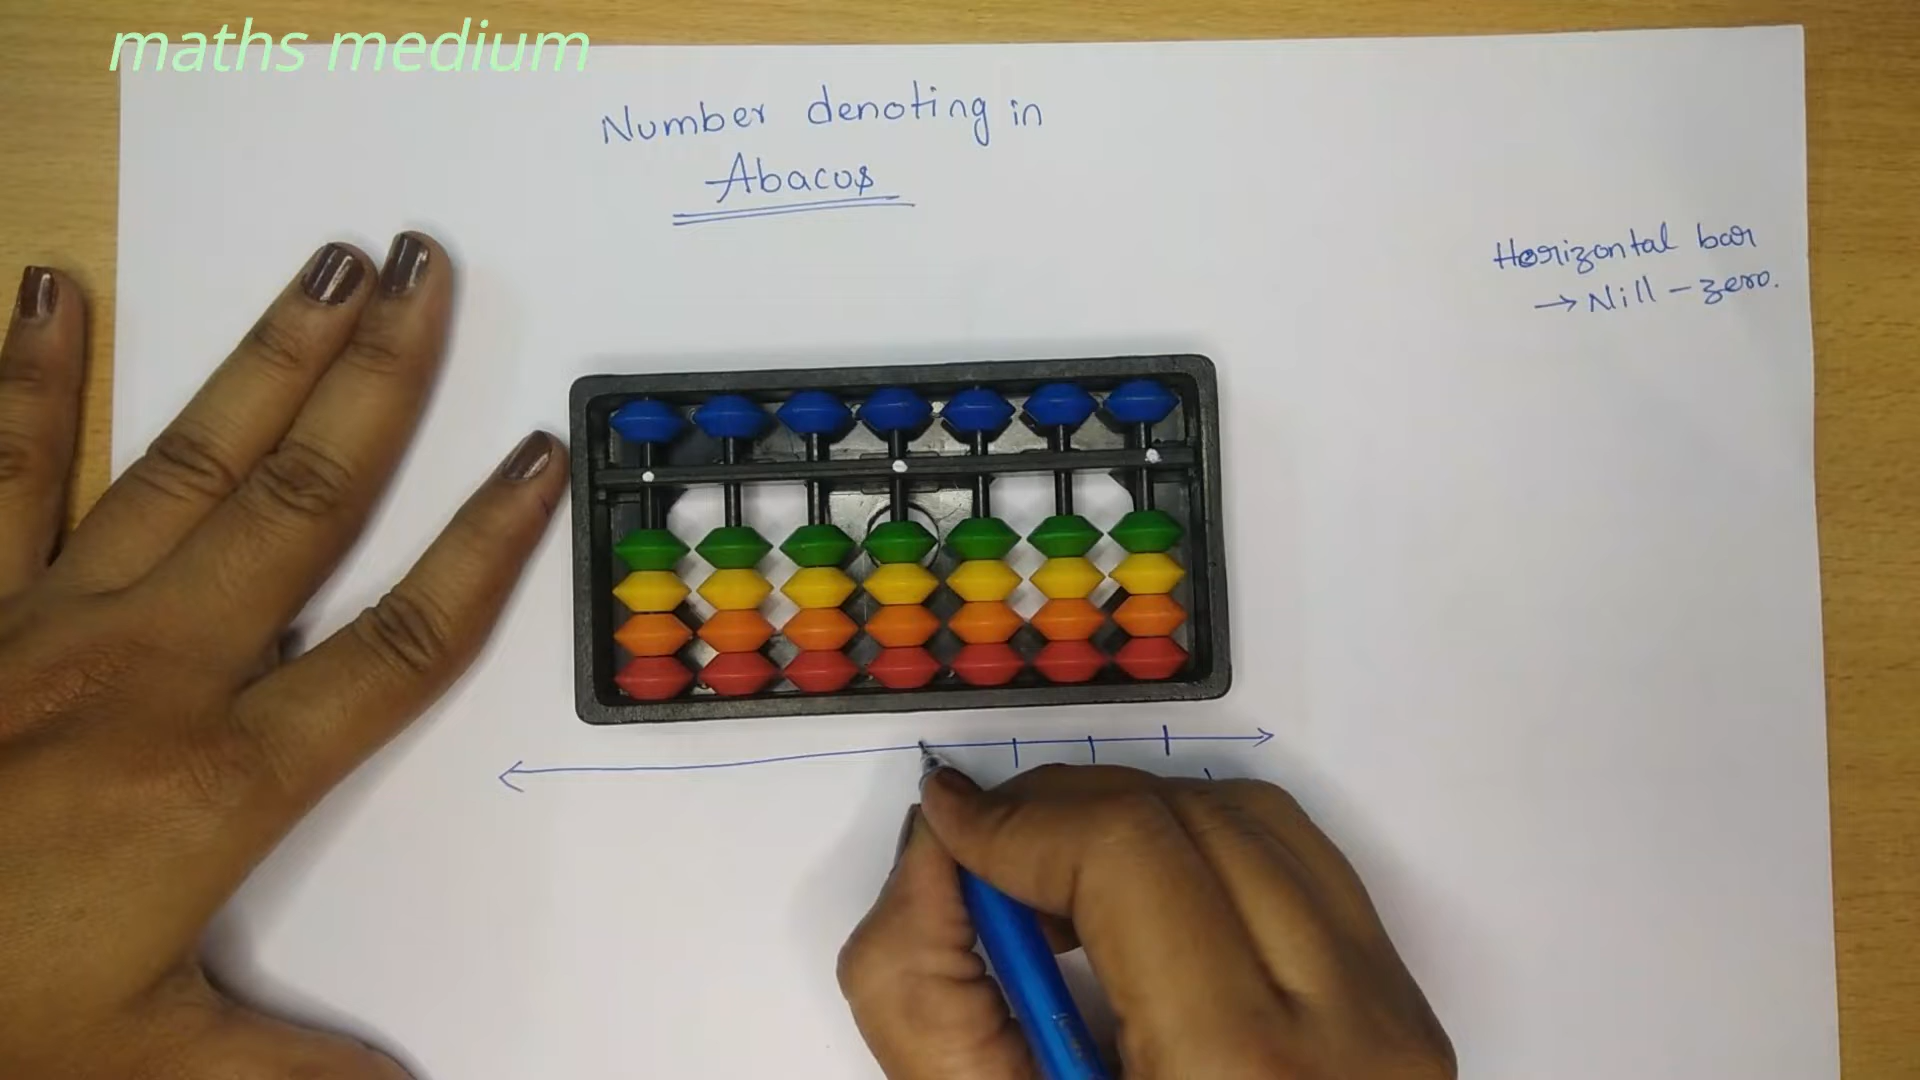 maths medium
Number denoting in
Abacus
Horizontal bar
→ Nill - zero.